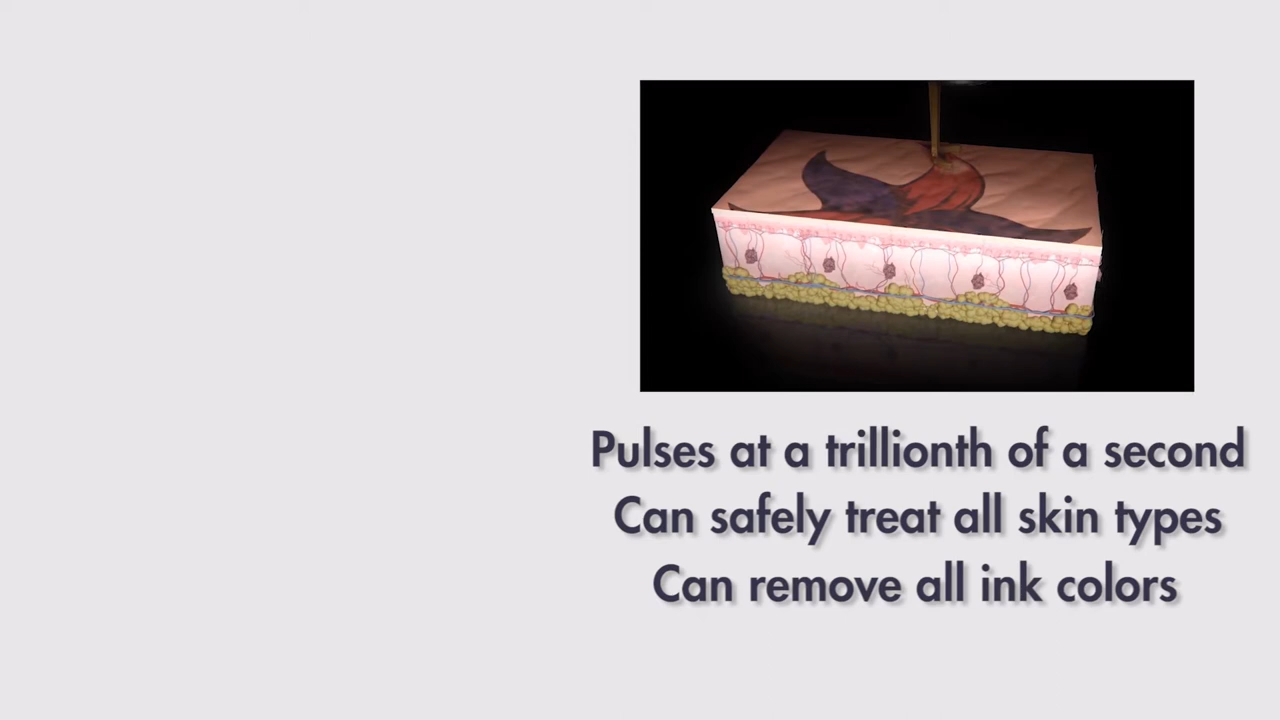 Pulses at a trillionth of a second
Can safely treat all skin types
Can remove all ink colors